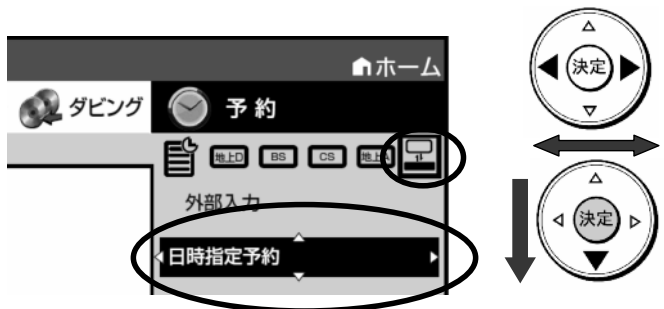 ホーム
ダビング
予約
地上D BS CS 地上A
外部入力
日時指定予約
決定
決定